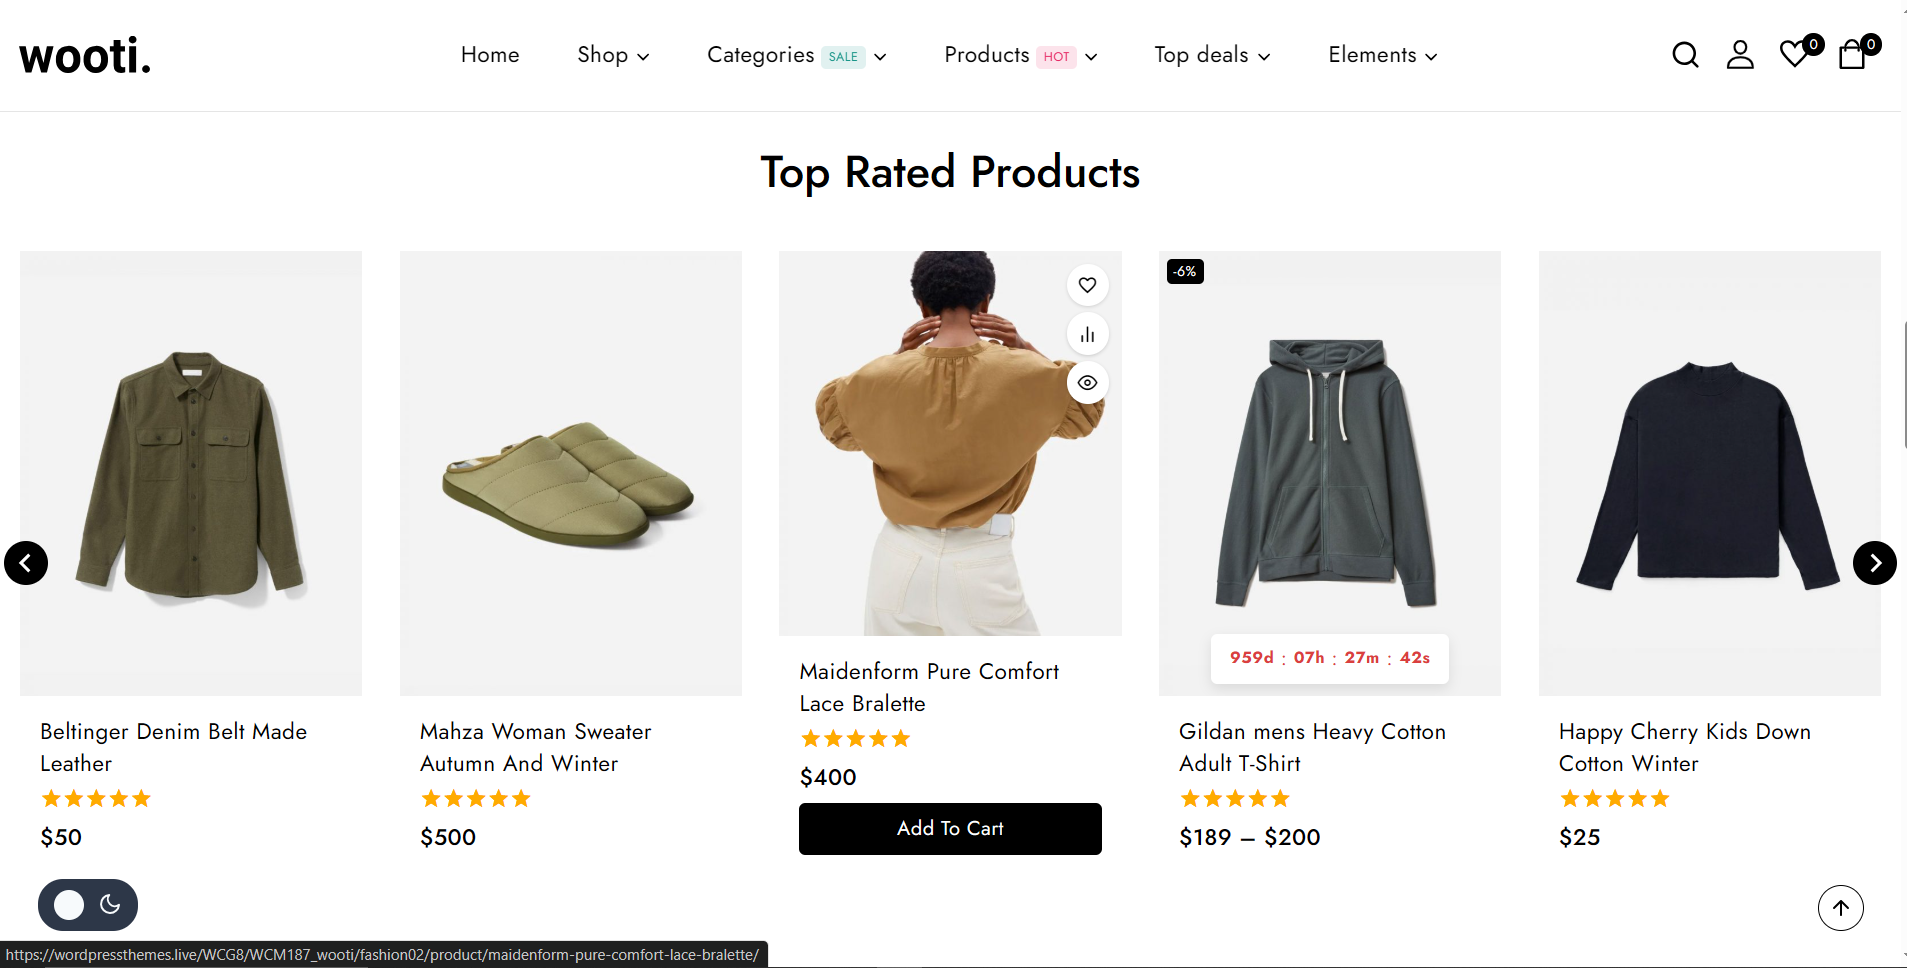 wooti.
Home
Shop
Categories SALE
Products HOT
Top deals
Elements
0
0
Top Rated Products
-6%
959d : 07h : 27m : 42s
Beltinger Denim Belt Made
Leather
$50
Mahza Woman Sweater
Autumn And Winter
$500
Maidenform Pure Comfort
Lace Bralette
$400
Add To Cart
Gildan mens Heavy Cotton
Adult T-Shirt
$189 – $200
Happy Cherry Kids Down
Cotton Winter
$25
https://wordpressthemes.live/WCG8/WCM187_wooti/fashion02/product/maidenform-pure-comfort-lace-bralette/